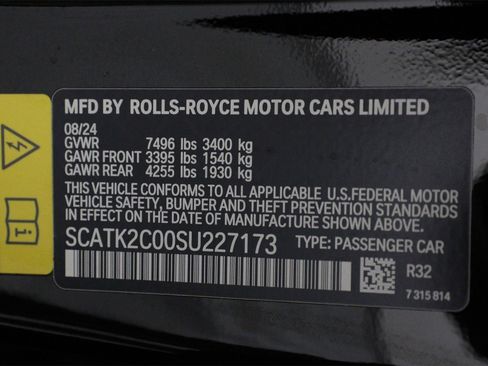 MFD BY ROLLS-ROYCE MOTOR CARS LIMITED
08/24
GVWR 7496 lbs 3400 kg
GAWR FRONT 3395 lbs 1540 kg
GAWR REAR 4255 lbs 1930 kg
THIS VEHICLE CONFORMS TO ALL APPLICABLE U.S.FEDERAL MOTOR
VEHICLE SAFETY, BUMPER AND THEFT PREVENTION STANDARDS
IN EFFECT ON THE DATE OF MANUFACTURE SHOWN ABOVE.
SCATK2C00SU227173 TYPE: PASSENGER CAR
R32
7 315 814